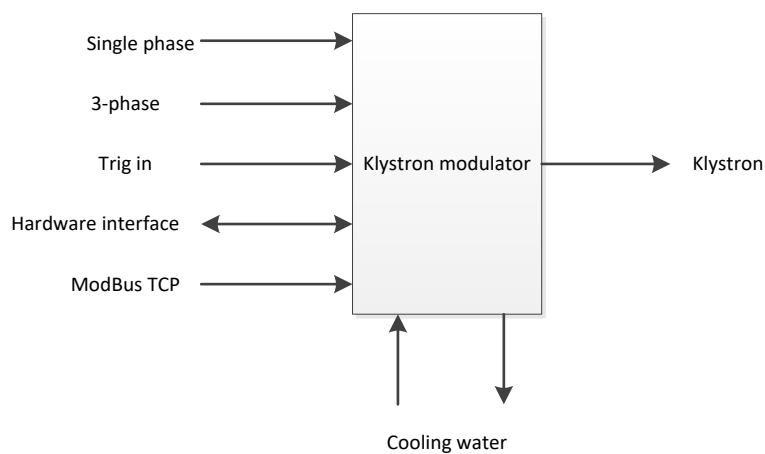 Single phase
3-phase
Trig in
Klystron modulator
Klystron
Hardware interface
ModBus TCP
Cooling water